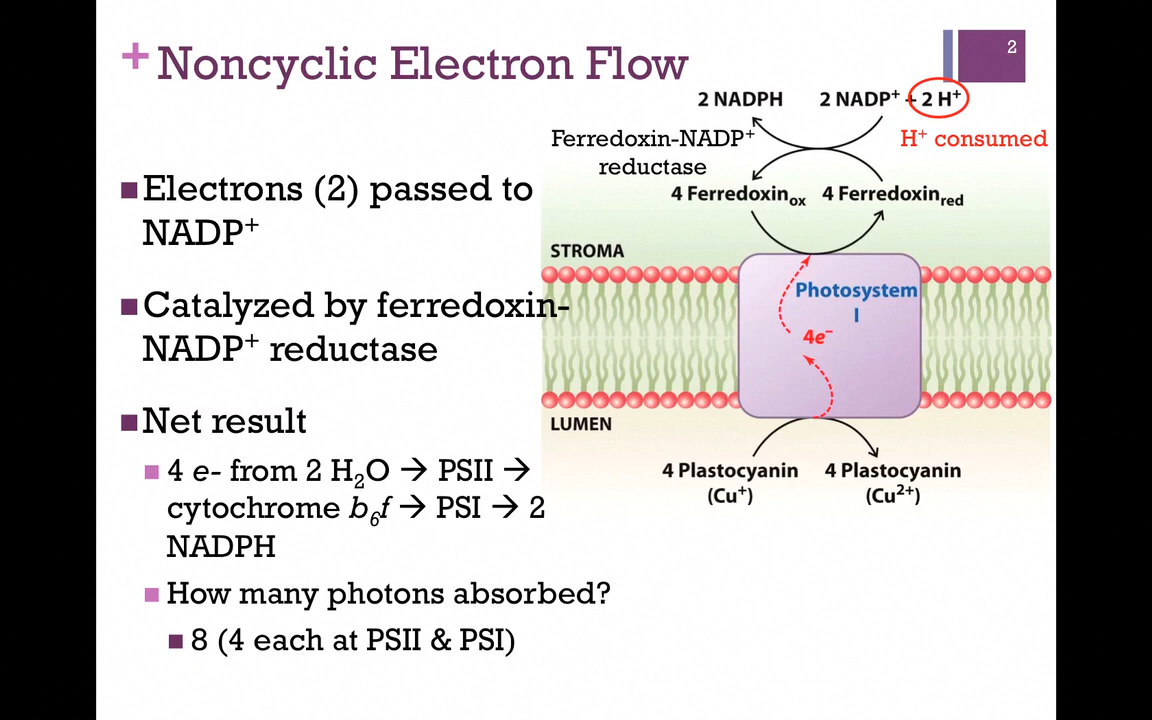 2
+ Noncyclic Electron Flow
2 NADPH 2 NADP⁺ + 2 H⁺
Ferredoxin-NADP⁺
reductase
H⁺ consumed
4 Ferredoxinox 4 Ferredoxinred
STROMA
Photosystem
I
4e⁻
LUMEN
4 Plastocyanin
(Cu⁺)
4 Plastocyanin
(Cu²⁺)
Electrons (2) passed to
NADP⁺
Catalyzed by ferredoxin-
NADP⁺ reductase
Net result
4 e- from 2 H₂O → PSII →
cytochrome b₆f → PSI → 2
NADPH
How many photons absorbed?
8 (4 each at PSII & PSI)